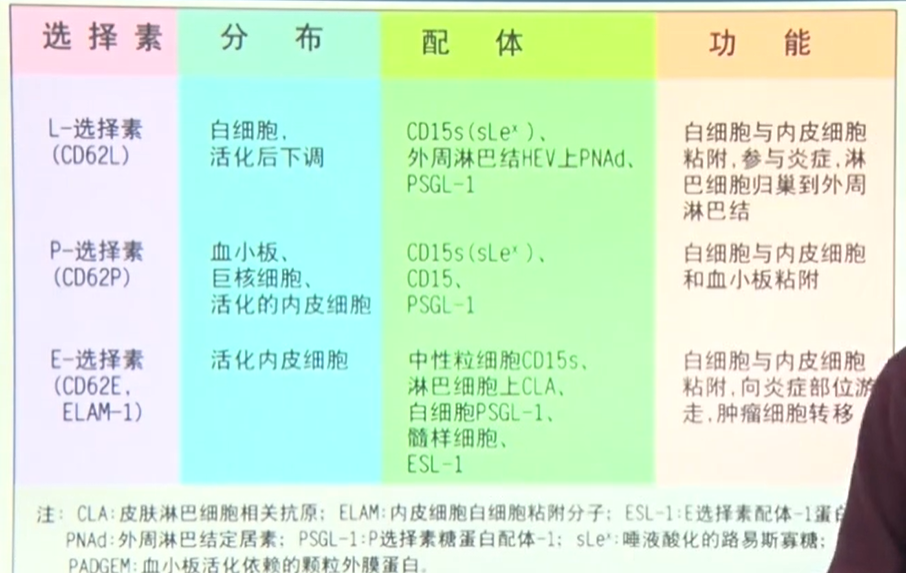 选择素 分布 配体 功能
L-选择素 白细胞、 CD15s(sLeˣ)、 白细胞与内皮细胞
(CD62L) 活化后下调 外周淋巴结HEV上PNAd、 粘附,参与炎症,淋
PSGL-1 巴细胞归巢到外周
淋巴结
P-选择素 血小板、 CD15s(sLeˣ)、 白细胞与内皮细胞
(CD62P) 巨核细胞、 CD15、 和血小板粘附
活化的内皮细胞 PSGL-1
E-选择素 活化内皮细胞 中性粒细胞CD15s、 白细胞与内皮细胞
(CD62E, 淋巴细胞上CLA、 粘附,向炎症部位游
ELAM-1) 白细胞PSGL-1、 走,肿瘤细胞转移
髓样细胞、
ESL-1
注: CLA:皮肤淋巴细胞相关抗原; ELAM:内皮细胞白细胞粘附分子; ESL-1:E选择素配体-1蛋
PNAd:外周淋巴结定居素; PSGL-1:P选择素糖蛋白配体-1; sLeˣ:唾液酸化的路易斯寡糖;
PADGEM:血小板活化依赖的颗粒外膜蛋白。